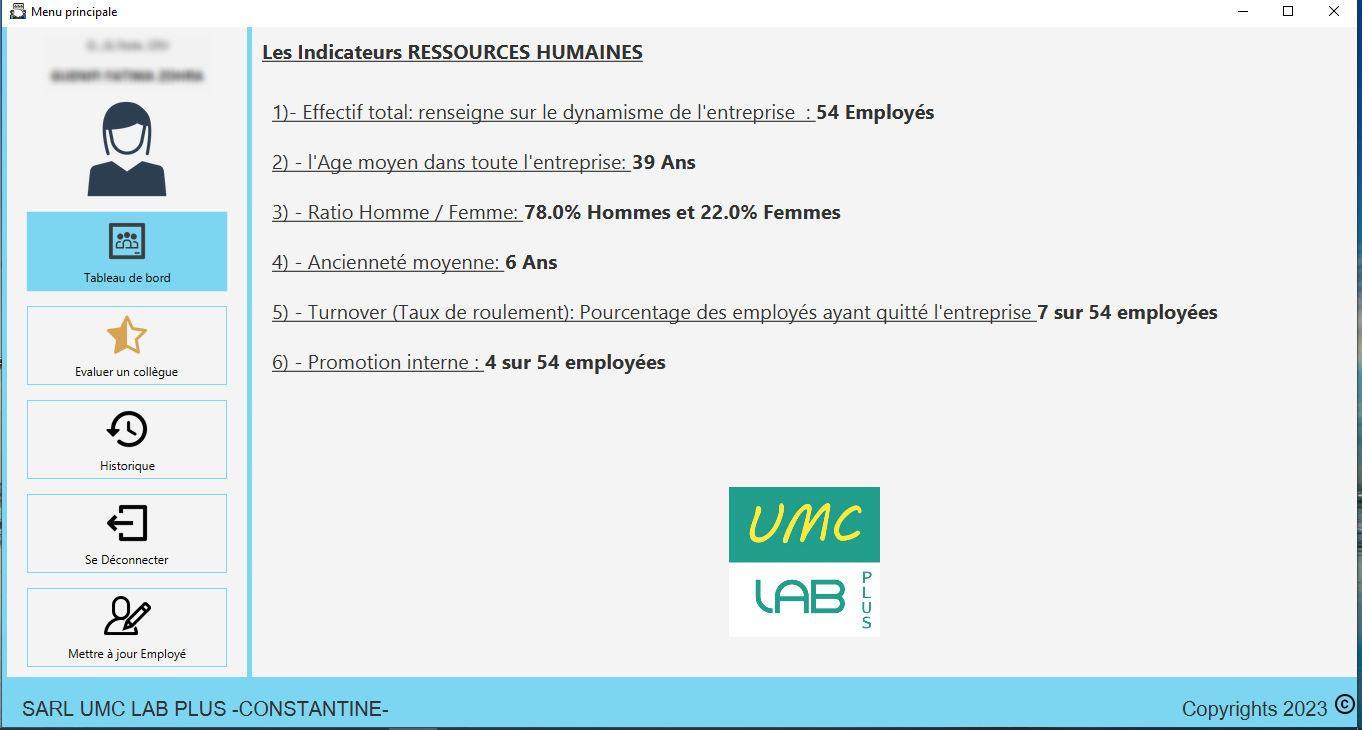 Menu principale
Les Indicateurs RESSOURCES HUMAINES
1)- Effectif total: renseigne sur le dynamisme de l'entreprise : 54 Employés
2) - l'Age moyen dans toute l'entreprise: 39 Ans
3) - Ratio Homme / Femme: 78.0% Hommes et 22.0% Femmes
4) - Ancienneté moyenne: 6 Ans
5) - Turnover (Taux de roulement): Pourcentage des employés ayant quitté l'entreprise 7 sur 54 employées
6) - Promotion interne : 4 sur 54 employées
Tableau de bord
Evaluer un collègue
Historique
Se Déconnecter
Mettre à jour Employé
UMC
LAB PLUS
SARL UMC LAB PLUS -CONSTANTINE-
Copyrights 2023 ©